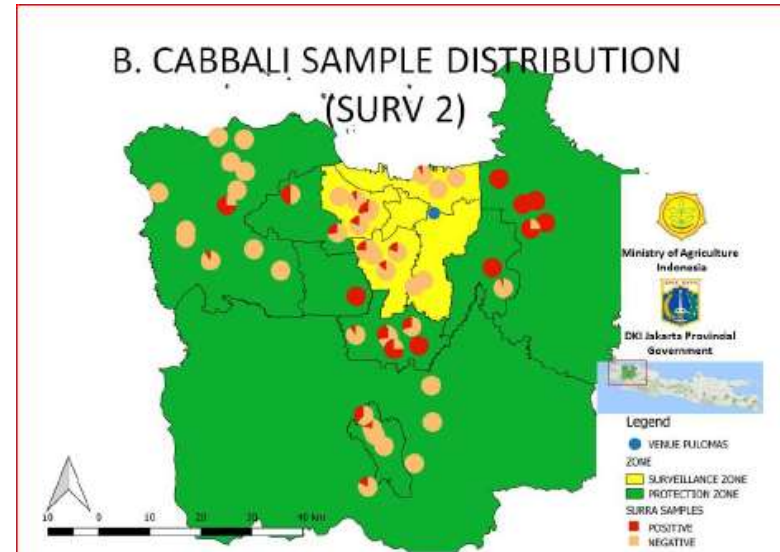 B. CABBALI SAMPLE DISTRIBUTION
(SURV 2)
Ministry of Agriculture
Indonesia
DKI Jakarta Provincial
Government
Legend
VENUE PULOMAS
ZONE
SURVEILLANCE ZONE
PROTECTION ZONE
SURRA SAMPLES
POSITIVE
NEGATIVE
10 0 10 20 30 40 km